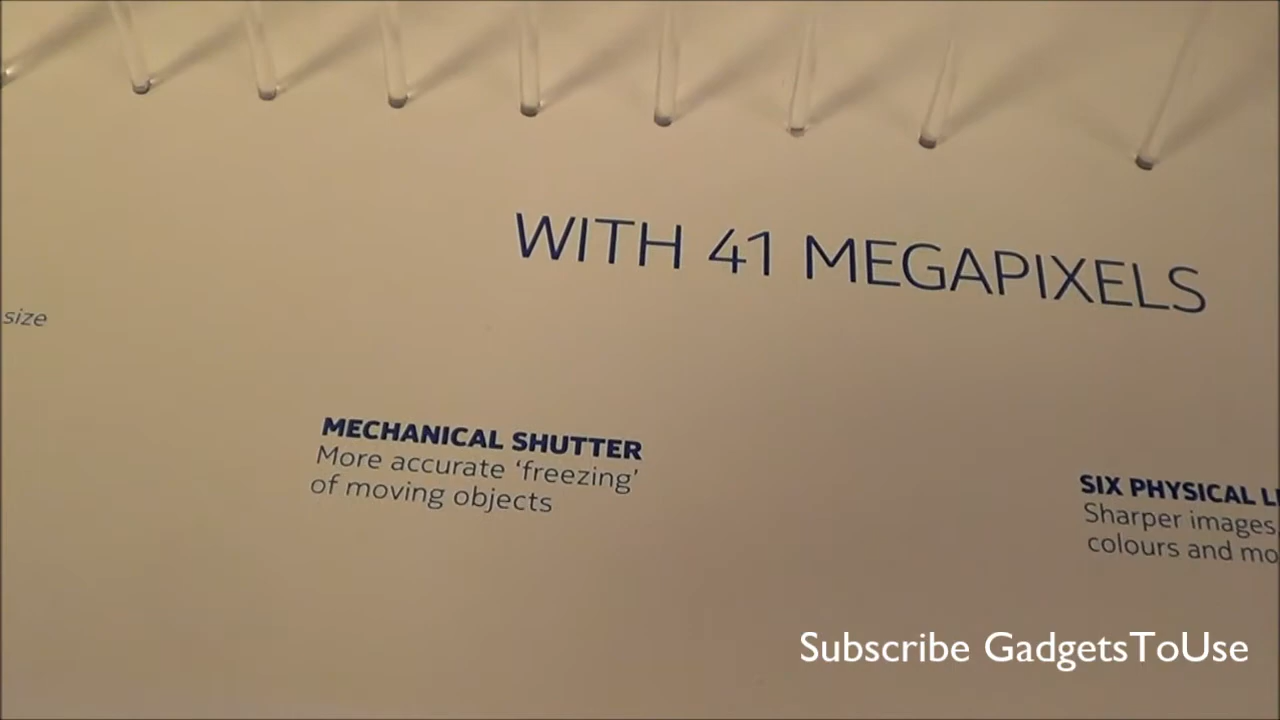 WITH 41 MEGAPIXELS
size
MECHANICAL SHUTTER
More accurate ‘freezing’
of moving objects
SIX PHYSICAL
Sharper images
colours and
Subscribe GadgetsToUse